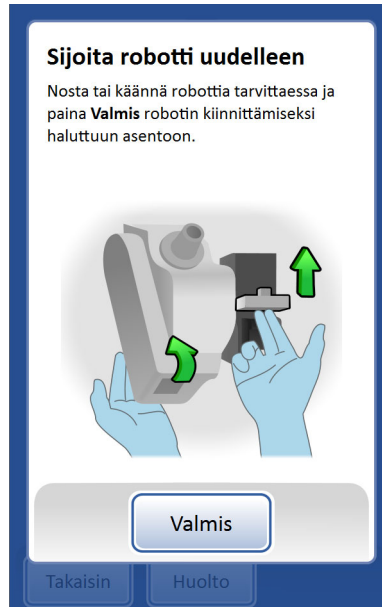 Sijoita robotti uudelleen
Nosta tai käännä robottia tarvittaessa ja
paina Valmis robotin kiinnittämiseksi
haluttuun asentoon.
Valmis
Takaisin
Huolto